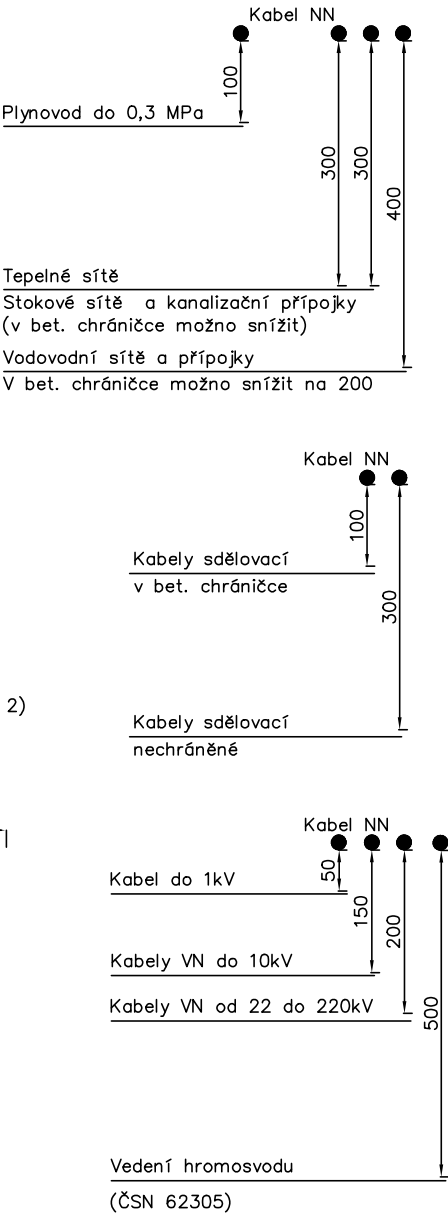 Kabel NN
100
Plynovod do 0,3 MPa
300
300
400
Tepelné sítě
Stokové sítě a kanalizační přípojky
(v bet. chráničce možno snížit)
Vodovodní sítě a přípojky
V bet. chráničce možno snížit na 200
Kabel NN
100
Kabely sdělovací
v bet. chráničce
300
2)
Kabely sdělovací
nechráněné
Kabel NN
50
Kabel do 1kV
150
200
Kabely VN do 10kV
Kabely VN od 22 do 220kV
500
Vedení hromosvodu
(ČSN 62305)